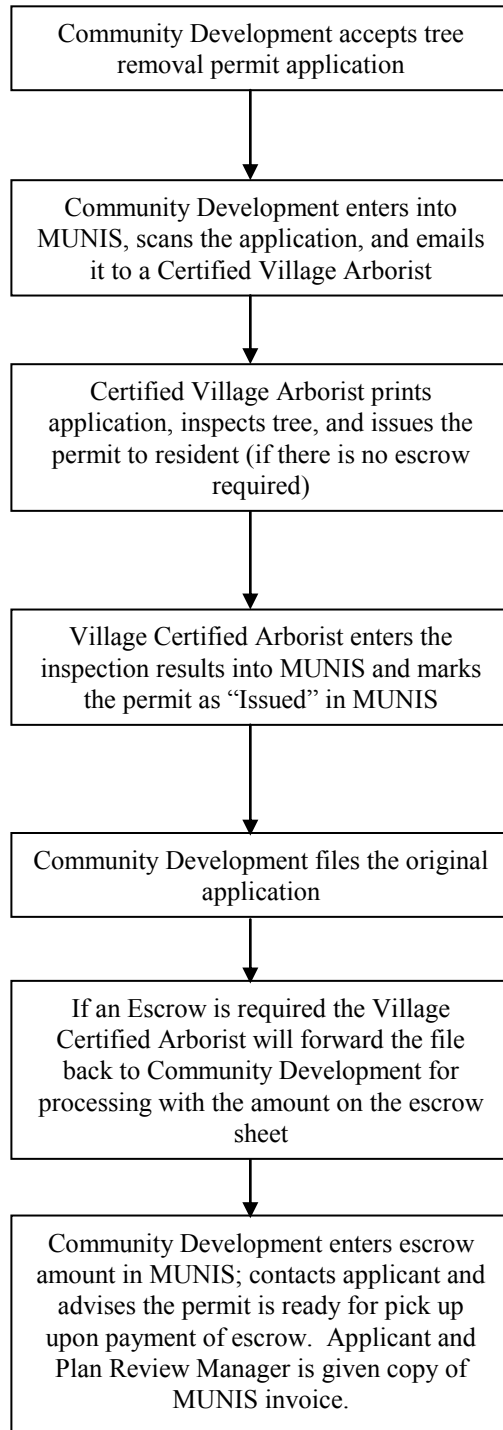 Community Development accepts tree
removal permit application
Community Development enters into
MUNIS, scans the application, and emails
it to a Certified Village Arborist
Certified Village Arborist prints
application, inspects tree, and issues the
permit to resident (if there is no escrow
required)
Village Certified Arborist enters the
inspection results into MUNIS and marks
the permit as “Issued” in MUNIS
Community Development files the original
application
If an Escrow is required the Village
Certified Arborist will forward the file
back to Community Development for
processing with the amount on the escrow
sheet
Community Development enters escrow
amount in MUNIS; contacts applicant and
advises the permit is ready for pick up
upon payment of escrow.  Applicant and
Plan Review Manager is given copy of
MUNIS invoice.